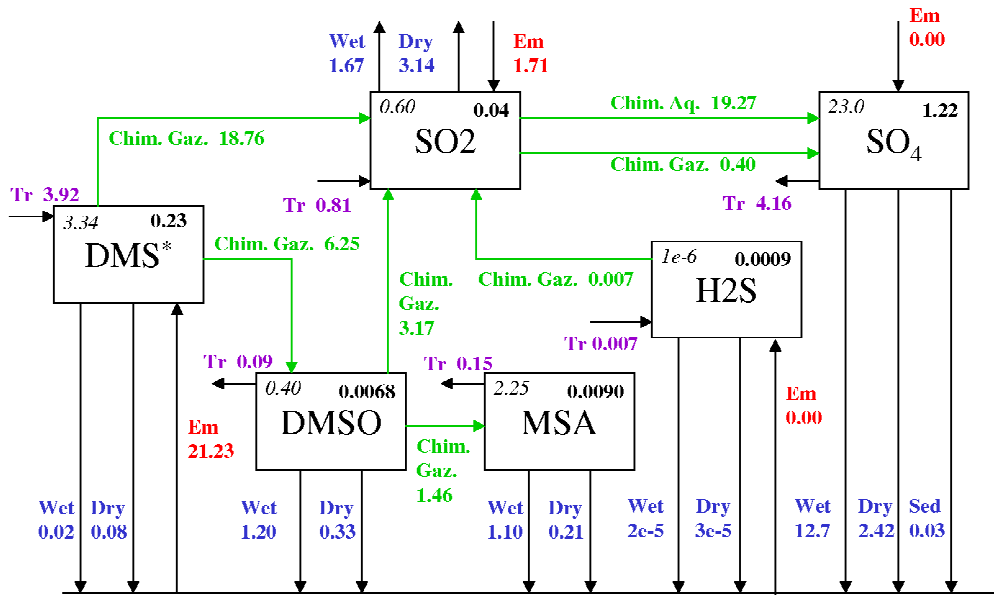 Em
0.00
Wet Dry
1.67 3.14
Em
1.71
0.60 0.04
SO2
Chim. Aq. 19.27
Chim. Gaz. 0.40
23.0 1.22
SO4
Chim. Gaz. 18.76
Tr 3.92
Tr 0.81
Tr 4.16
3.34 0.23
DMS*
Chim. Gaz. 6.25
Chim.
Gaz.
3.17
Chim. Gaz. 0.007
1e-6 0.0009
H2S
Tr 0.007
Tr 0.09
Tr 0.15
0.40 0.0068
DMSO
2.25 0.0090
MSA
Em
0.00
Em
21.23
Chim.
Gaz.
1.46
Wet Dry
0.02 0.08
Wet Dry
1.20 0.33
Wet Dry
1.10 0.21
Wet Dry
2e-5 3e-5
Wet Dry Sed
12.7 2.42 0.03